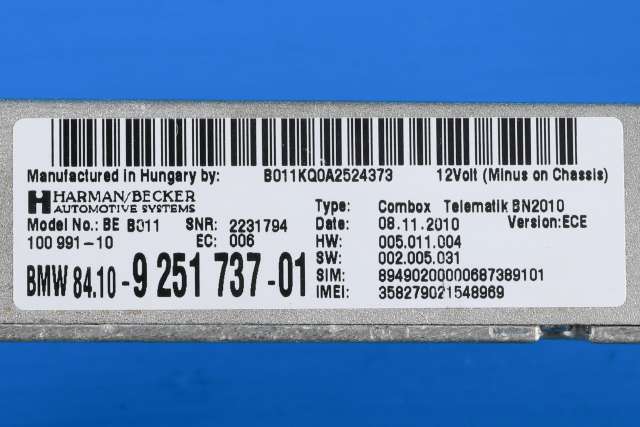 Manufactured in Hungary by: B011KQ0A2524373 12Volt (Minus on Chassis)
HARMAN/BECKER
AUTOMOTIVE SYSTEMS
Model No.: BE B011 SNR: 2231794
100 991-10 EC: 006
BMW 84.10 - 9 251 737 - 01
Type: Combox Telematik BN2010
Date: 08.11.2010 Version: ECE
HW: 005.011.004
SW: 002.005.031
SIM: 89490200000687389101
IMEI: 358279021548969